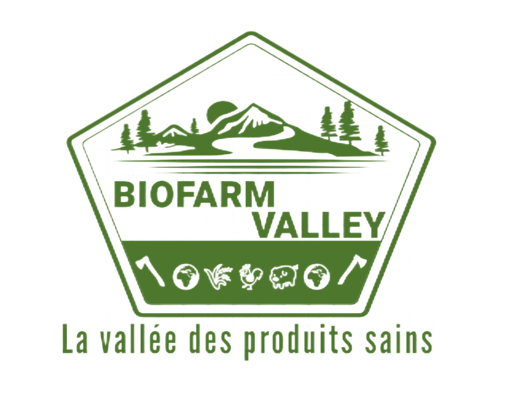 BIOFARM
VALLEY
La vallée des produits sains